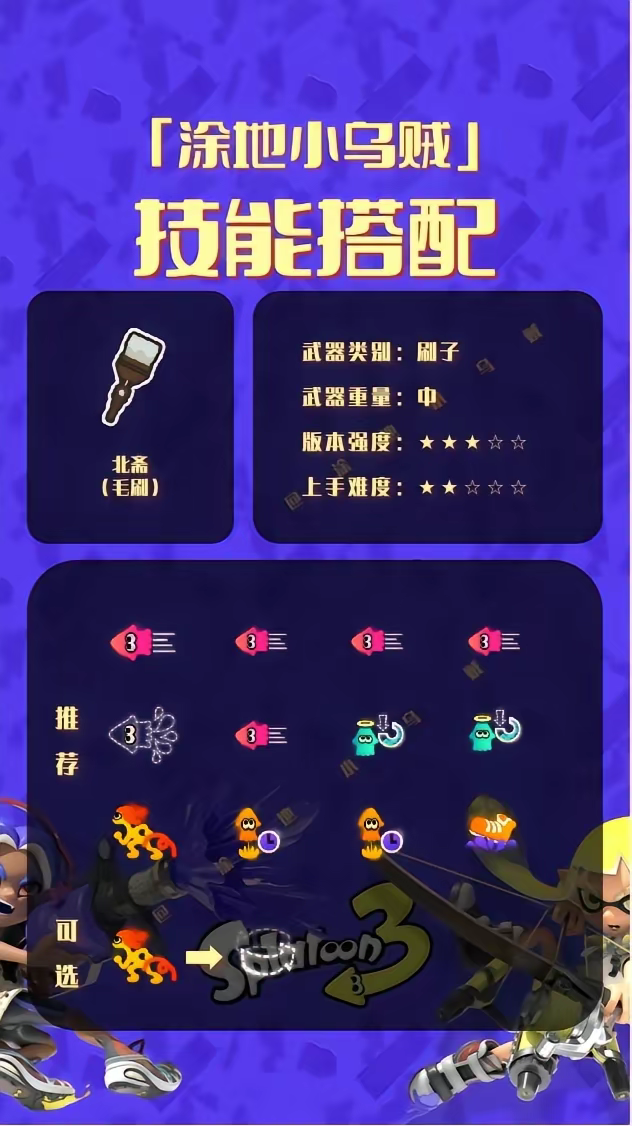 「涂地小乌贼」
技能搭配
北斋
(毛刷)
武器类别：刷子
武器重量：中
版本强度：★★★☆☆
上手难度：★★☆☆☆
推荐
可选
Splatoon 3